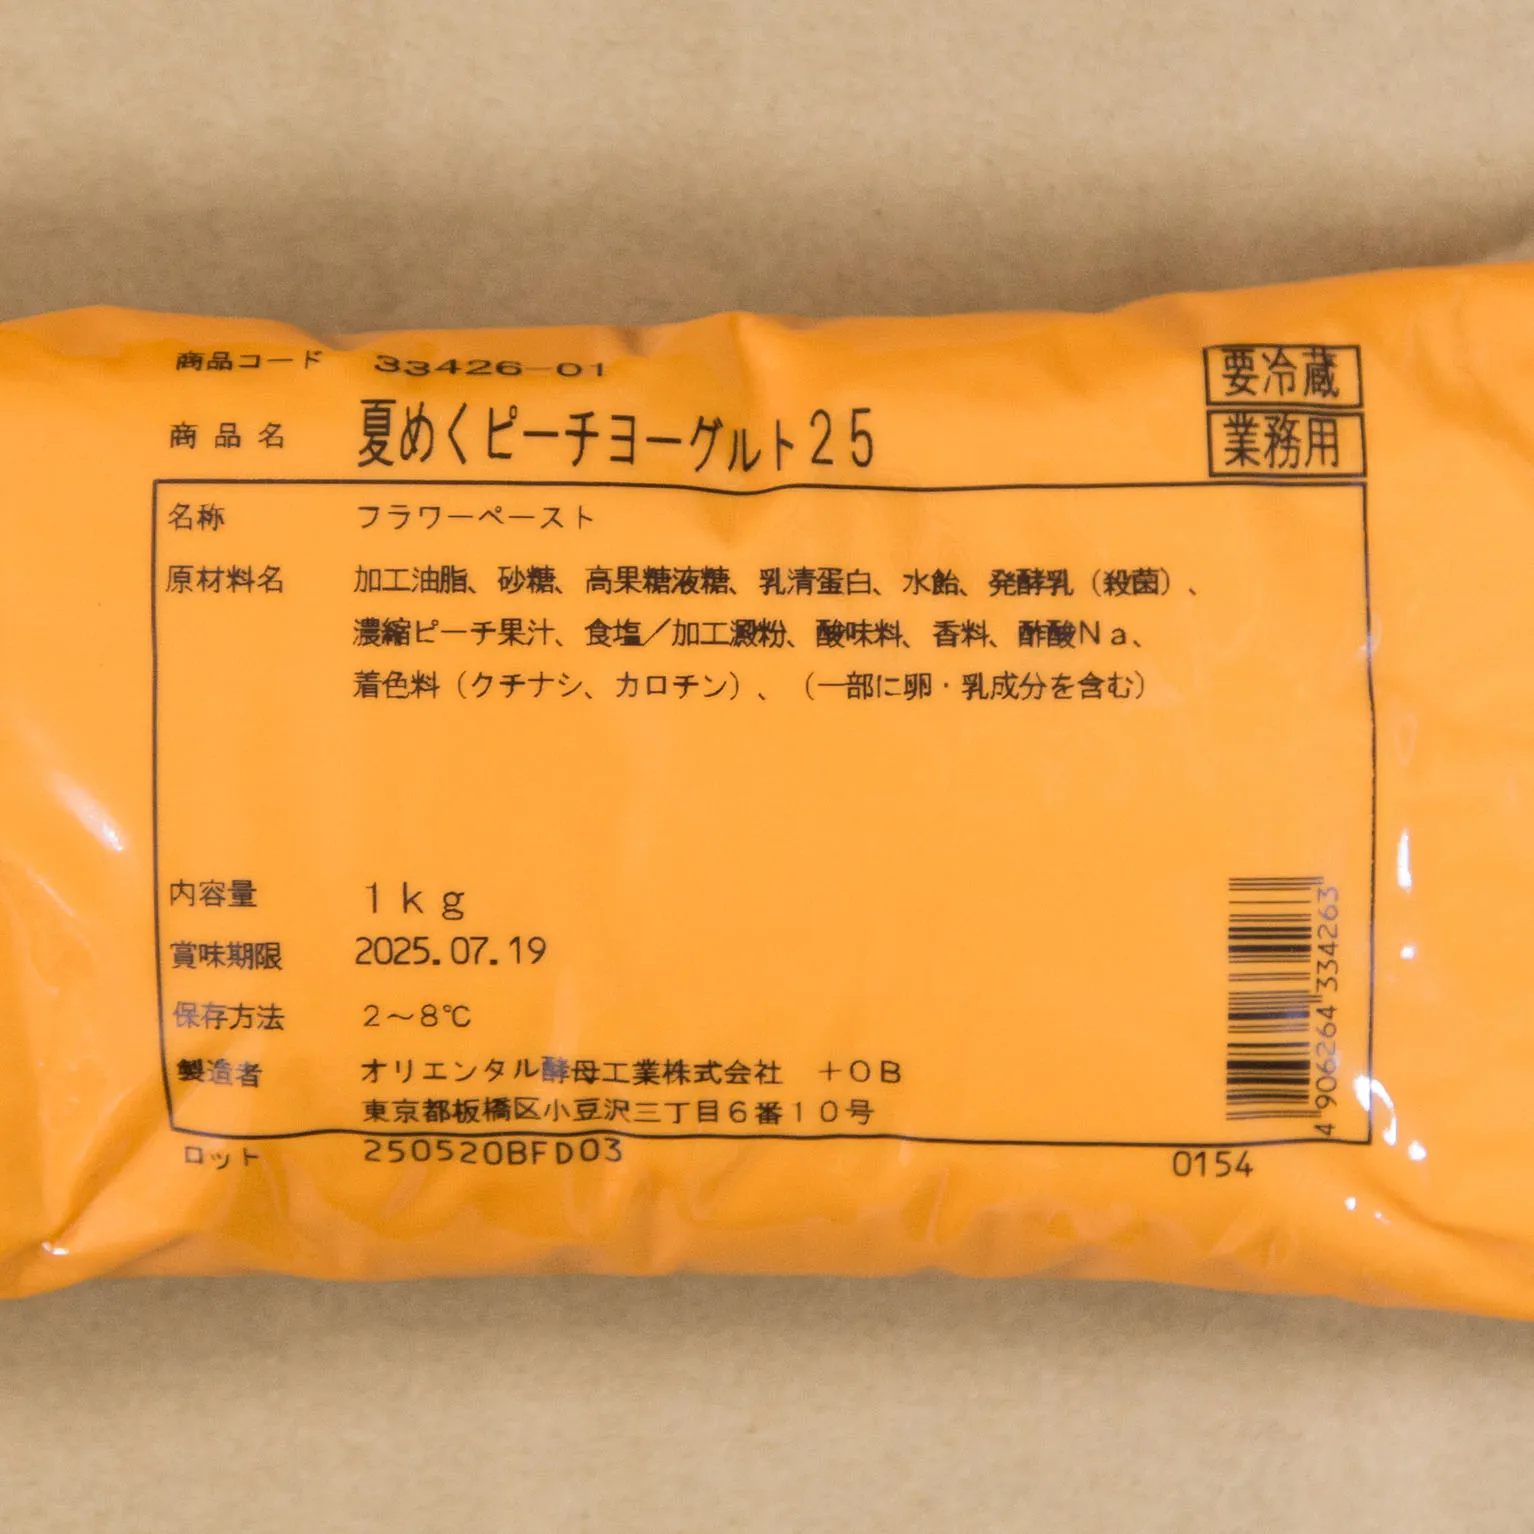 商品コード 33426-01
要冷蔵
商品名 夏めくピーチヨーグルト25
業務用
名称 フラワーペースト
原材料名 加工油脂、砂糖、高果糖液糖、乳清蛋白、水飴、発酵乳（殺菌）、
濃縮ピーチ果汁、食塩／加工澱粉、酸味料、香料、酢酸Ｎａ、
着色料（クチナシ、カロチン）、（一部に卵・乳成分を含む）
内容量 1ｋｇ
賞味期限 2025.07.19
保存方法 2～8℃
製造者 オリエンタル酵母工業株式会社　＋ＯＢ
東京都板橋区小豆沢三丁目６番１０号
ロット 250520BFD03
4 906264 334263
0154